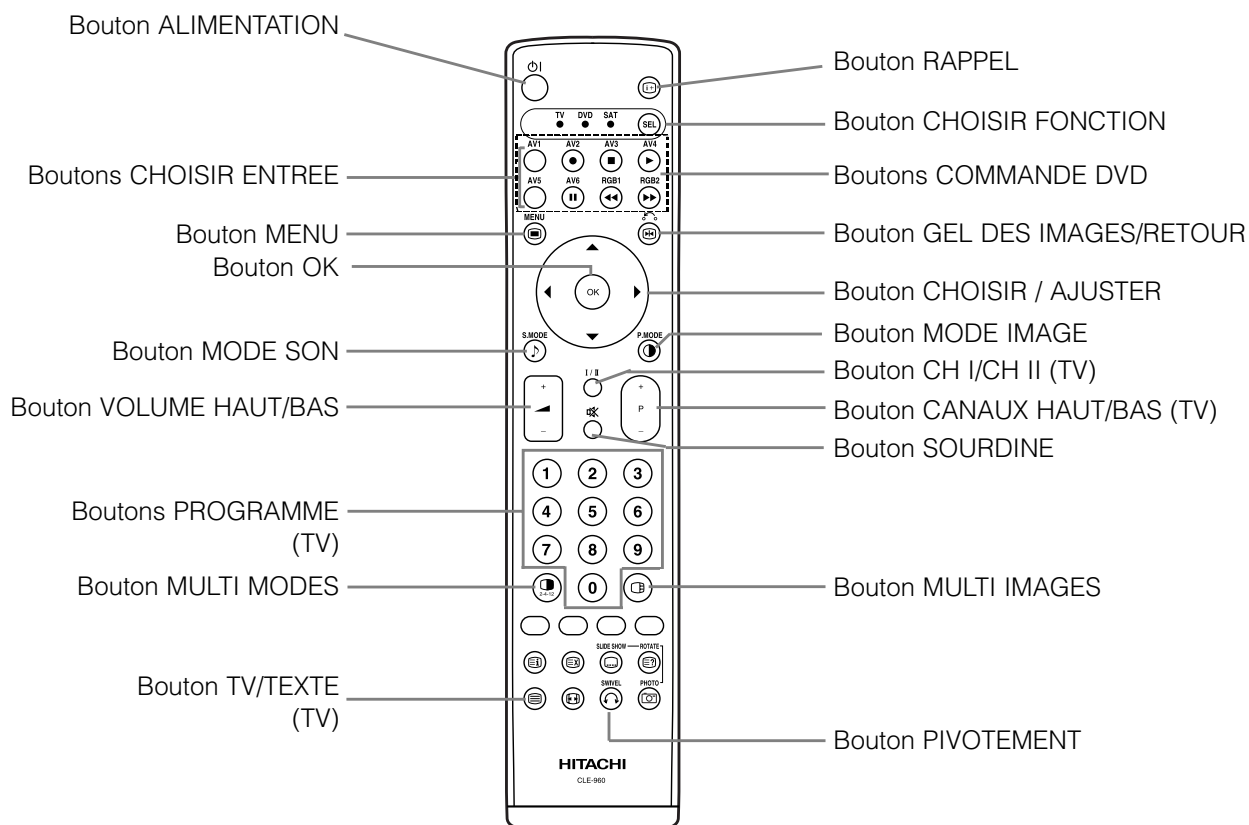 Bouton ALIMENTATION
Bouton RAPPEL
TV DVD SAT
SEL
Bouton CHOISIR FONCTION
AV1 AV2 AV3 AV4
Boutons CHOISIR ENTREE
Boutons COMMANDE DVD
AV5 AV6 RGB1 RGB2
MENU
Bouton MENU
Bouton GEL DES IMAGES/RETOUR
Bouton OK
OK
Bouton CHOISIR / AJUSTER
S.MODE P.MODE
Bouton MODE SON
Bouton MODE IMAGE
I / II
Bouton CH I/CH II (TV)
+ +
Bouton VOLUME HAUT/BAS
P
Bouton CANAUX HAUT/BAS (TV)
– –
Bouton SOURDINE
1 2 3
Boutons PROGRAMME
(TV)
4 5 6
7 8 9
Bouton MULTI MODES
2-4-12
0
Bouton MULTI IMAGES
SLIDE SHOW ROTATE
Bouton TV/TEXTE
(TV)
SWIVEL PHOTO
Bouton PIVOTEMENT
HITACHI
CLE-960